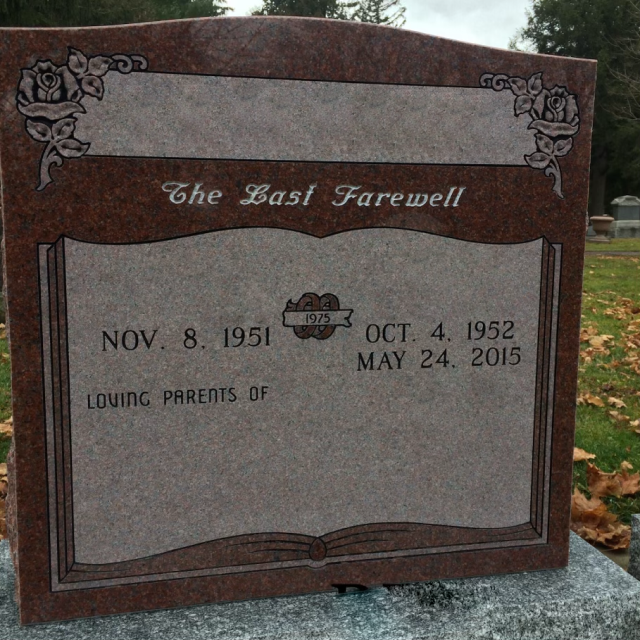 The Last Farewell
1975
NOV. 8, 1951
OCT. 4, 1952
MAY 24, 2015
LOVING PARENTS OF